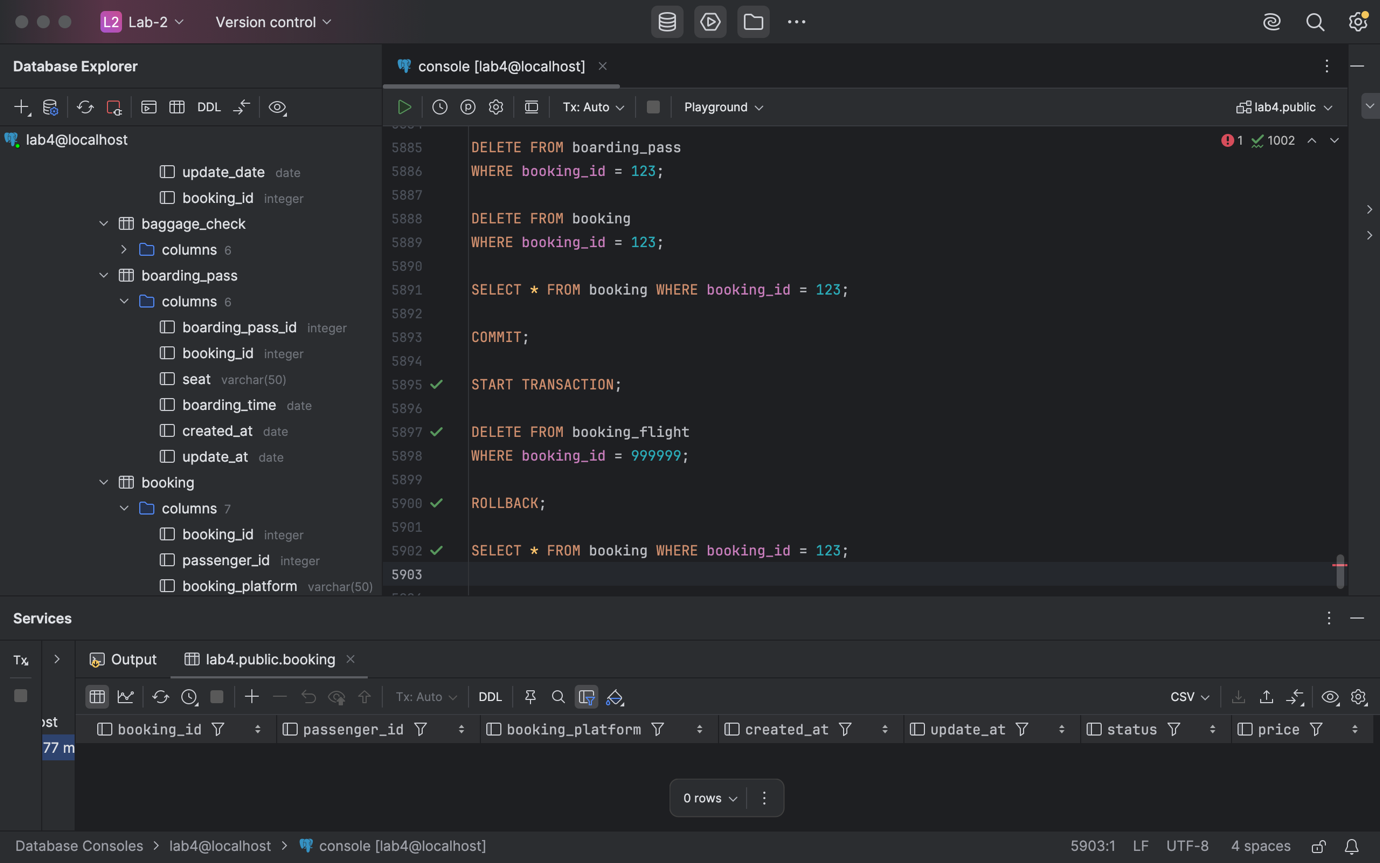 L2 Lab-2 Version control
Database Explorer
console [lab4@localhost]
DDL
Tx: Auto
Playground
lab4.public
lab4@localhost
update_date date
booking_id integer
baggage_check
columns 6
boarding_pass
columns 6
boarding_pass_id integer
booking_id integer
seat varchar(50)
boarding_time date
created_at date
update_at date
booking
columns 7
booking_id integer
passenger_id integer
booking_platform varchar(50)
1 1002
5885 DELETE FROM boarding_pass
5886 WHERE booking_id = 123;
5887
5888 DELETE FROM booking
5889 WHERE booking_id = 123;
5890
5891 SELECT * FROM booking WHERE booking_id = 123;
5892
5893 COMMIT;
5894
5895 START TRANSACTION;
5896
5897 DELETE FROM booking_flight
5898 WHERE booking_id = 999999;
5899
5900 ROLLBACK;
5901
5902 SELECT * FROM booking WHERE booking_id = 123;
5903
Services
Tx
Output
lab4.public.booking
Tx: Auto
DDL
CSV
ost
77 m
booking_id passenger_id booking_platform created_at update_at status price
0 rows
Database Consoles > lab4@localhost > console [lab4@localhost]
5903:1 LF UTF-8 4 spaces